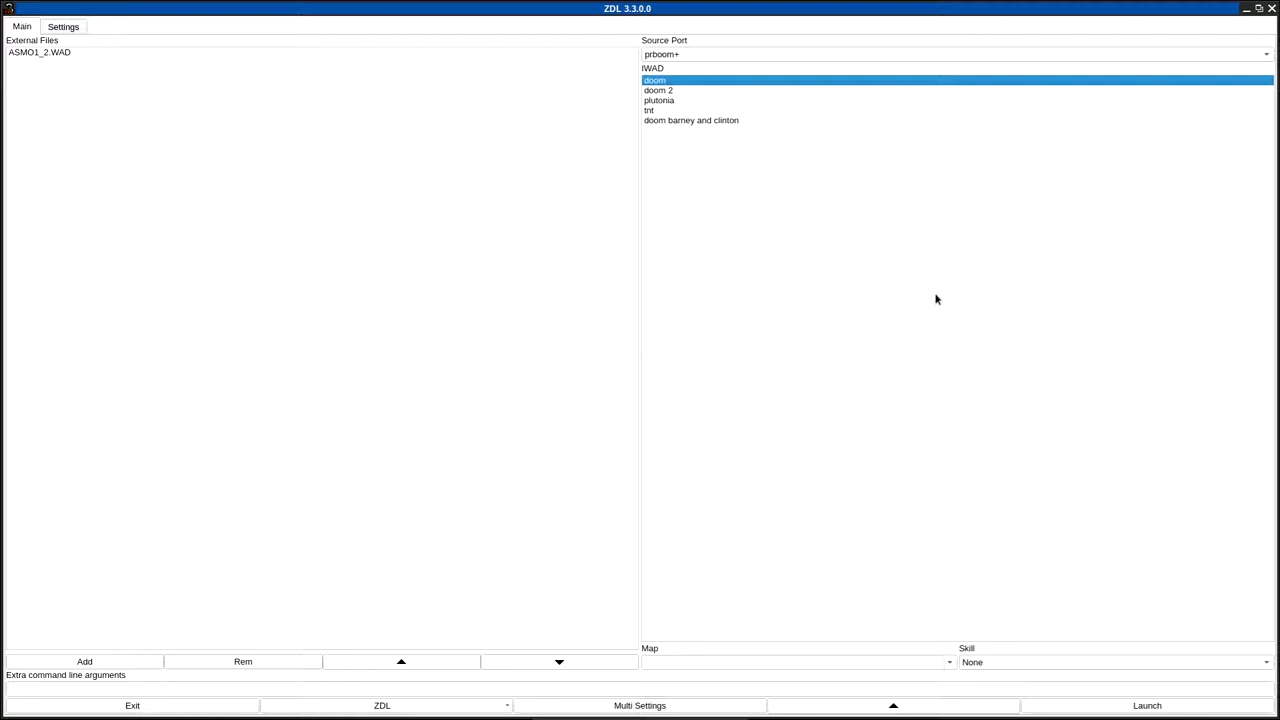 ZDL 3.3.0.0
Main
Settings
External Files
ASMO1_2.WAD
Source Port
prboom+
IWAD
doom
doom 2
plutonia
tnt
doom barney and clinton
Map
Skill
None
Add
Rem
Extra command line arguments
Exit
ZDL
Multi Settings
Launch